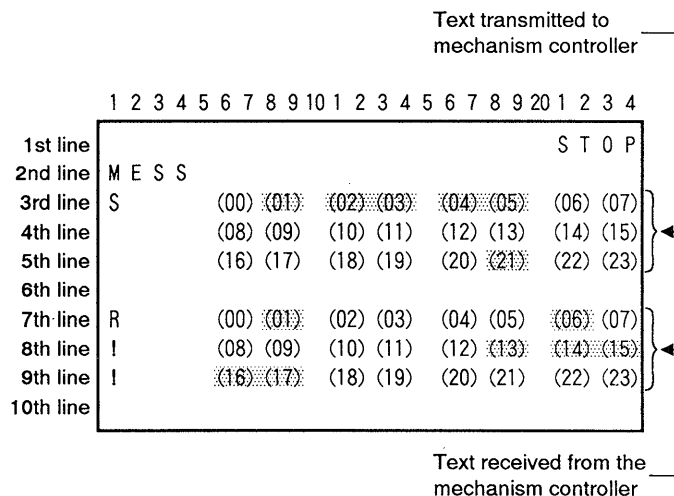 Text transmitted to
mechanism controller
1 2 3 4 5 6 7 8 9 10 1 2 3 4 5 6 7 8 9 20 1 2 3 4
1st line S T O P
2nd line M E S S
3rd line S (00) (01) (02) (03) (04) (05) (06) (07)
4th line (08) (09) (10) (11) (12) (13) (14) (15)
5th line (16) (17) (18) (19) (20) (21) (22) (23)
6th line
7th line R (00) (01) (02) (03) (04) (05) (06) (07)
8th line ! (08) (09) (10) (11) (12) (13) (14) (15)
9th line ! (16) (17) (18) (19) (20) (21) (22) (23)
10th line
Text received from the
mechanism controller